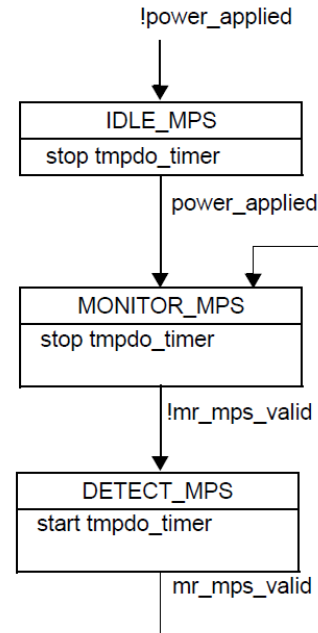 !power_applied
IDLE_MPS
stop tmpdo_timer
power_applied
MONITOR_MPS
stop tmpdo_timer
!mr_mps_valid
DETECT_MPS
start tmpdo_timer
mr_mps_valid